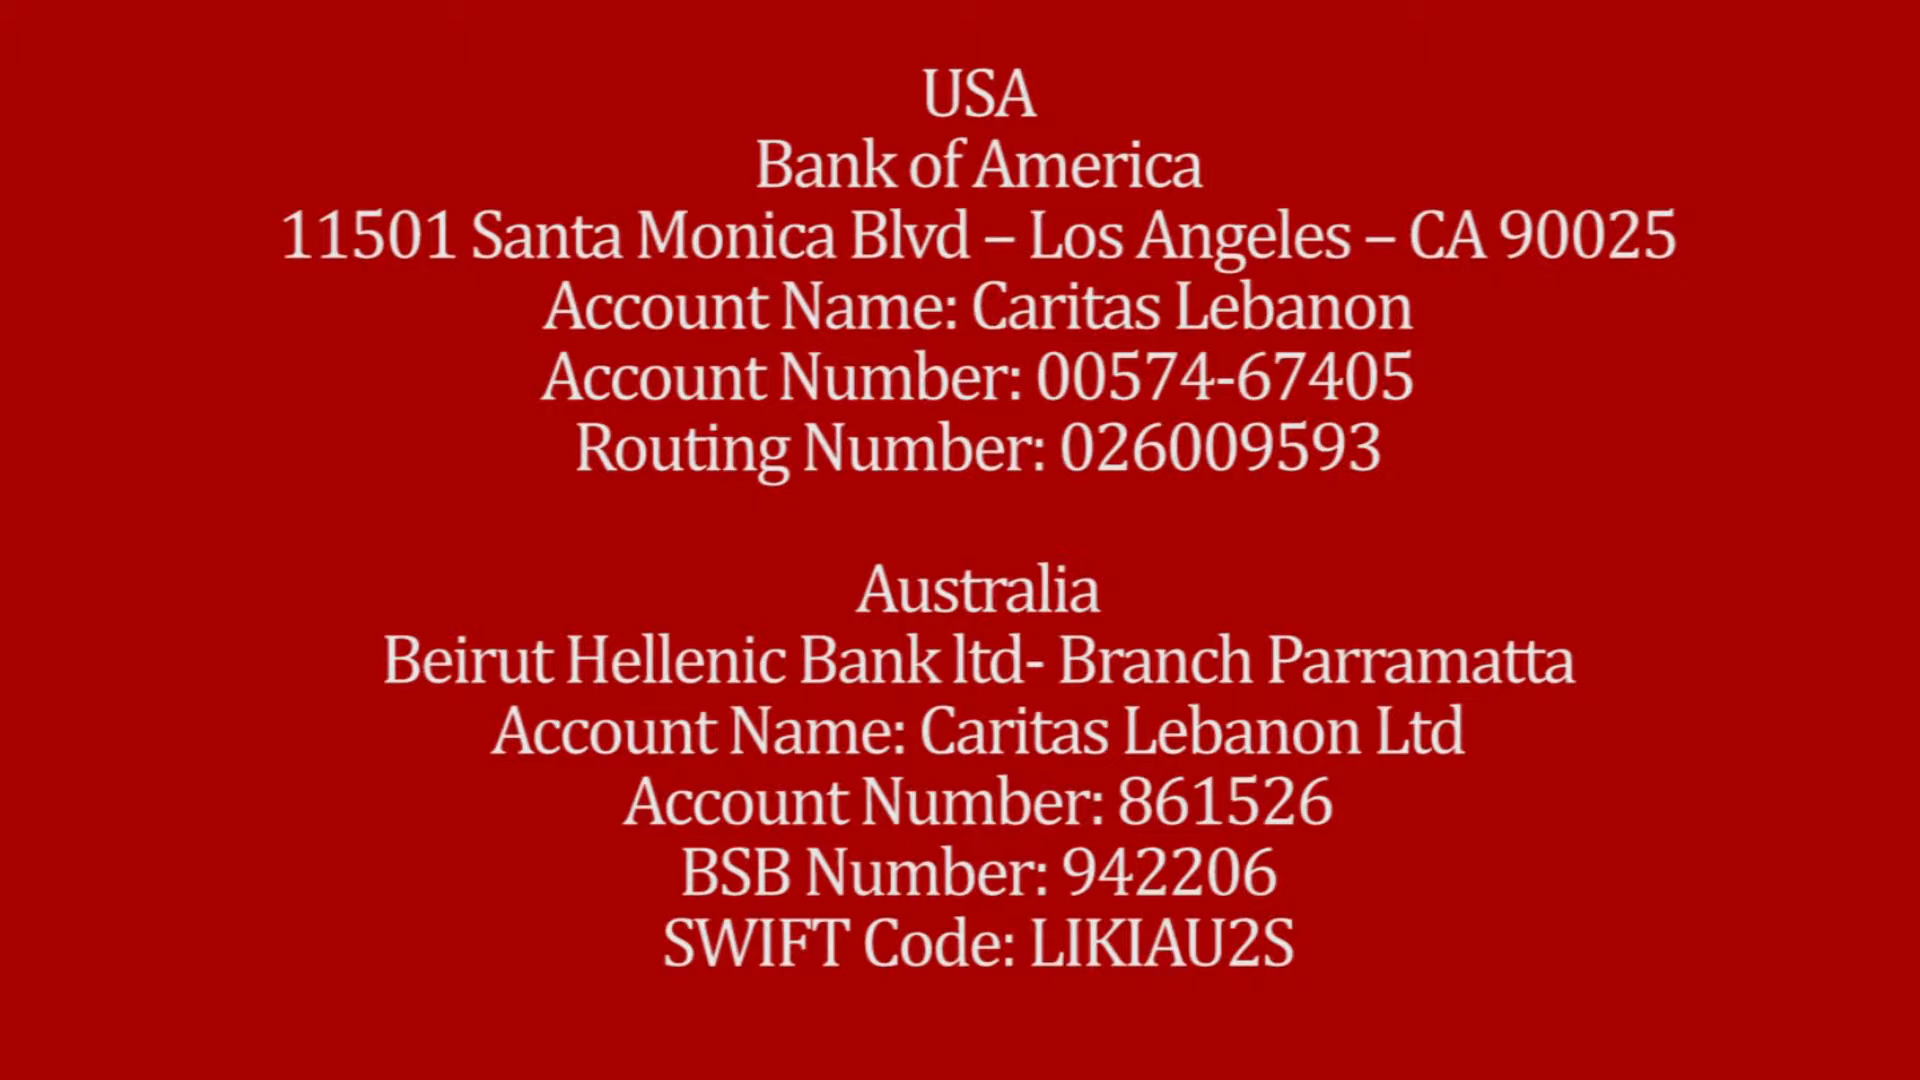 USA
Bank of America
11501 Santa Monica Blvd – Los Angeles – CA 90025
Account Name: Caritas Lebanon
Account Number: 00574-67405
Routing Number: 026009593
Australia
Beirut Hellenic Bank ltd- Branch Parramatta
Account Name: Caritas Lebanon Ltd
Account Number: 861526
BSB Number: 942206
SWIFT Code: LIKIAU2S